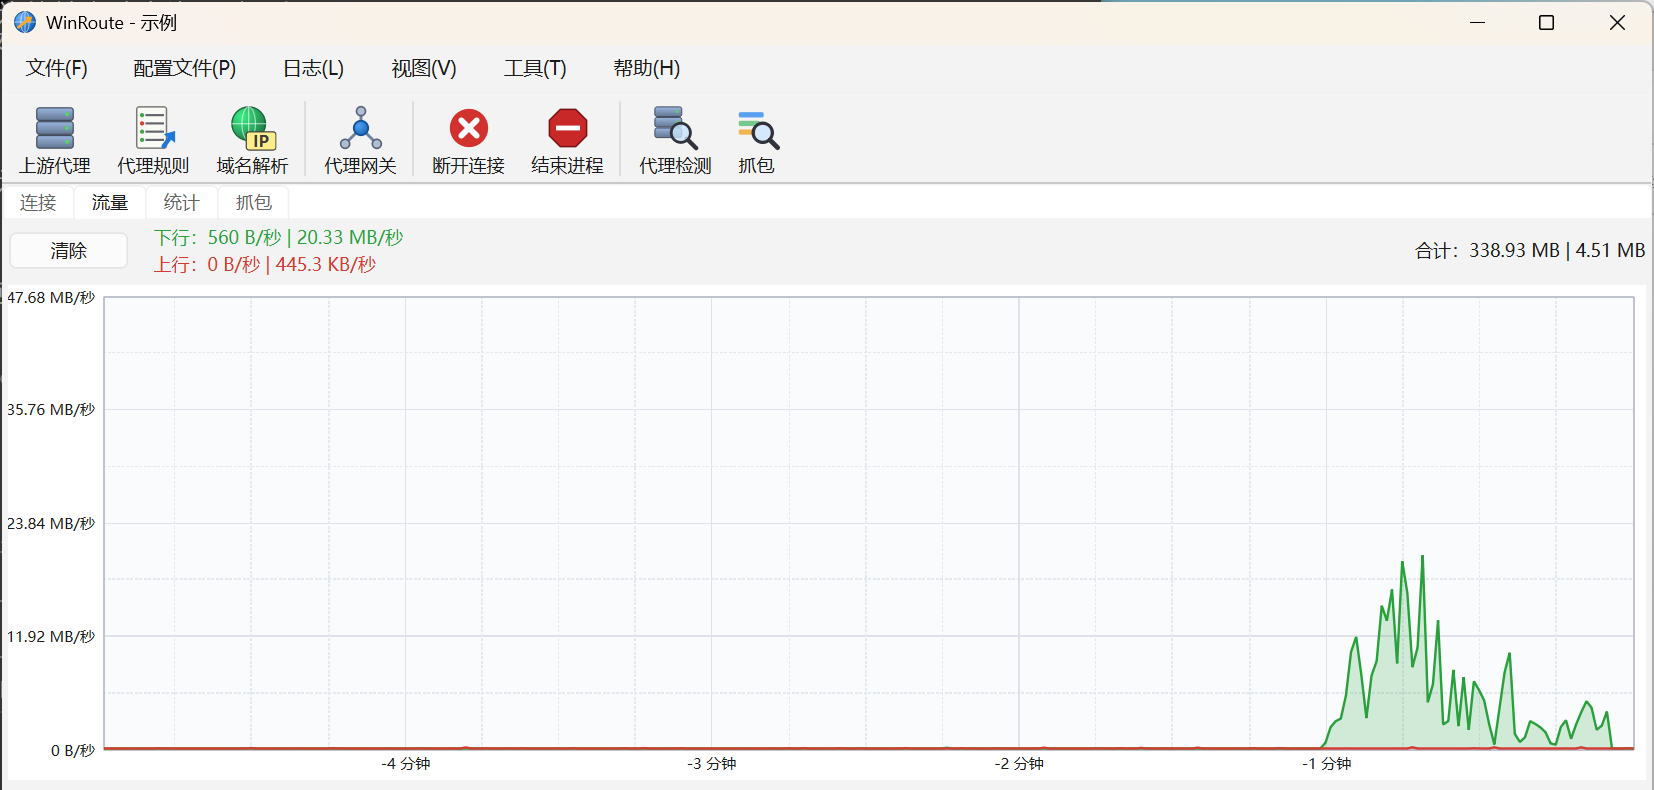 WinRoute - 示例
文件(F) 配置文件(P) 日志(L) 视图(V) 工具(T) 帮助(H)
IP
上游代理 代理规则 域名解析 代理网关 断开连接 结束进程 代理检测 抓包
连接 流量 统计 抓包
清除
下行：560 B/秒 | 20.33 MB/秒
上行：0 B/秒 | 445.3 KB/秒
合计：338.93 MB | 4.51 MB
47.68 MB/秒
35.76 MB/秒
23.84 MB/秒
11.92 MB/秒
0 B/秒
-4 分钟 -3 分钟 -2 分钟 -1 分钟